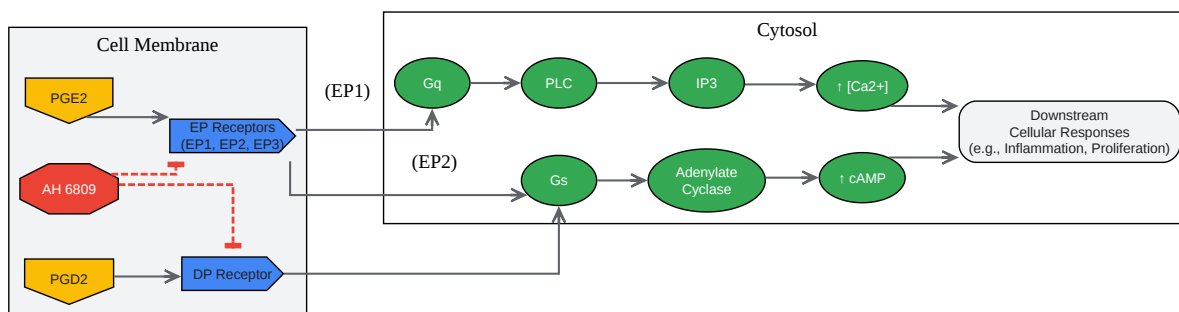 Cell Membrane
Cytosol
PGE2
(EP1)
Gq
PLC
IP3
↑ [Ca2+]
EP Receptors
(EP1, EP2, EP3)
Downstream
Cellular Responses
(e.g., Inflammation, Proliferation)
(EP2)
AH 6809
Gs
Adenylate
Cyclase
↑ cAMP
PGD2
DP Receptor